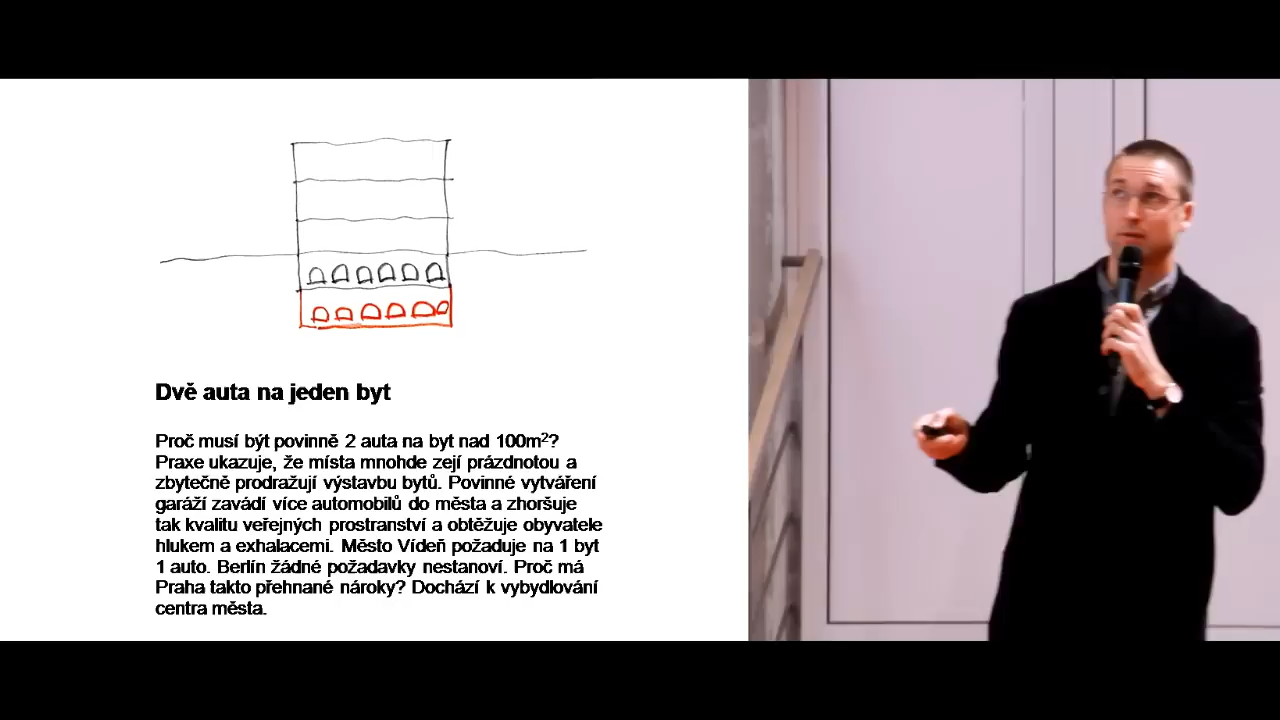 Dvě auta na jeden byt
Proč musí být povinně 2 auta na byt nad 100m²?
Praxe ukazuje, že místa mnohde zejí prázdnotou a
zbytečně prodražují výstavbu bytů. Povinné vytváření
garáží zavádí více automobilů do města a zhoršuje
tak kvalitu veřejných prostranství a obtěžuje obyvatele
hlukem a exhalacemi. Město Vídeň požaduje na 1 byt
1 auto. Berlín žádné požadavky nestanoví. Proč má
Praha takto přehnané nároky? Dochází k vybydlování
centra města.